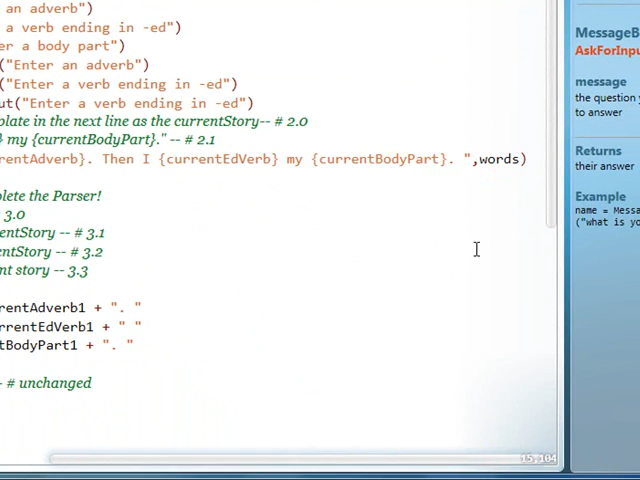 an adverb")
a verb ending in -ed")
er a body part")
("Enter an adverb")
("Enter a verb ending in -ed")
ut("Enter a verb ending in -ed")
plate in the next line as the currentStory-- # 2.0
} my {currentBodyPart}." -- # 2.1
rentAdverb}. Then I {currentEdVerb} my {currentBodyPart}. ",words)
plete the Parser!
3.0
entStory -- # 3.1
entStory -- # 3.2
nt story -- 3.3
rentAdverb1 + ". "
rrentEdVerb1 + " "
tBodyPart1 + ". "
- # unchanged
15,104
MessageB
AskForInpu
message
the question y
to answer
Returns
their answer
Example
name = Messa
("what is yo